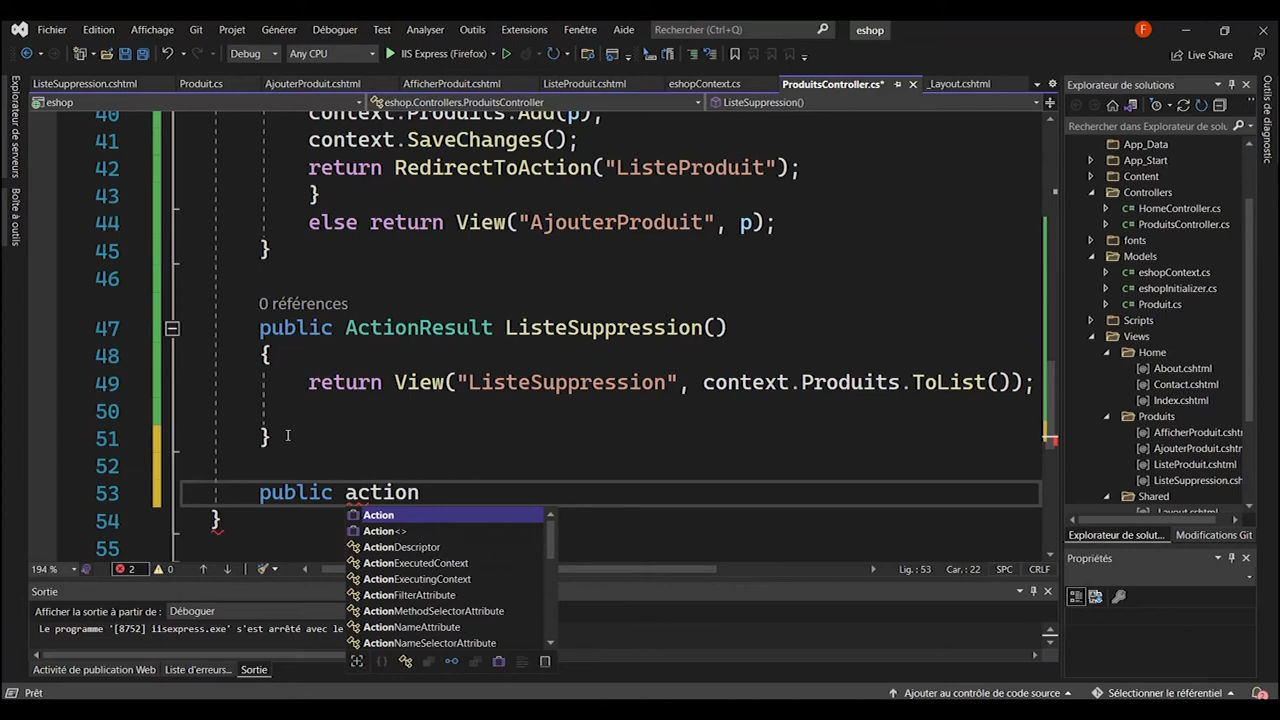 Fichier Edition Affichage Git Projet Générer Déboguer Test Analyser Outils Extensions Fenêtre Aide Rechercher (Ctrl+Q) eshop F
Debug Any CPU IIS Express (Firefox) Live Share
ListeSuppression.cshtml Produit.cs AjouterProduit.cshtml AfficherProduit.cshtml ListeProduit.cshtml eshopContext.cs ProduitsController.cs* _Layout.cshtml
eshop eshop.Controllers.ProduitsController ListeSuppression()
Explorateur de serveurs
Boîte à outils
40 context.Produits.Add(p);
41 context.SaveChanges();
42 return RedirectToAction("ListeProduit");
43 }
44 else return View("AjouterProduit", p);
45 }
46
0 références
47 public ActionResult ListeSuppression()
48 {
49 return View("ListeSuppression", context.Produits.ToList());
50
51 }
52
53 public action
54 }
55
Action
Action<>
ActionDescriptor
ActionExecutedContext
ActionExecutingContext
ActionFilterAttribute
ActionMethodSelectorAttribute
ActionNameAttribute
ActionNameSelectorAttribute
194 % 2 0 Lig. : 53 Car. : 22 SPC CRLF
Sortie
Afficher la sortie à partir de : Déboguer
Le programme '[8752] iisexpress.exe' s'est arrêté avec le
Activité de publication Web Liste d'erreurs... Sortie
Explorateur de solutions
Rechercher dans Explorateur de solu
App_Data
App_Start
Content
Controllers
HomeController.cs
ProduitsController.cs
fonts
Models
eshopContext.cs
eshopInitializer.cs
Produit.cs
Scripts
Views
Home
About.cshtml
Contact.cshtml
Index.cshtml
Produits
AfficherProduit.cshtml
AjouterProduit.cshtml
ListeProduit.cshtml
ListeSuppression.cshtml
Shared
_Layout.cshtml
Explorateur de solut... Modifications Git
Propriétés
Outils de diagnostic
Prêt Ajouter au contrôle de code source Sélectionner le référentiel 2